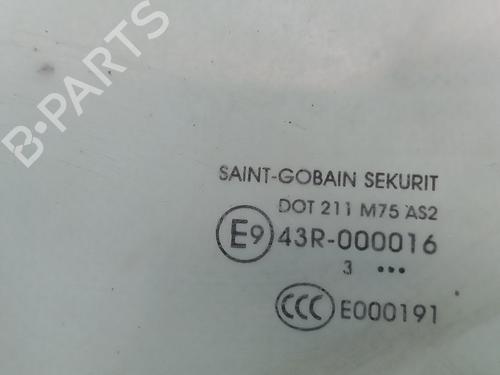 B-PARTS
SAINT-GOBAIN SEKURIT
DOT 211 M75 AS2
E9 43R-000016
3 •••
CCC E000191